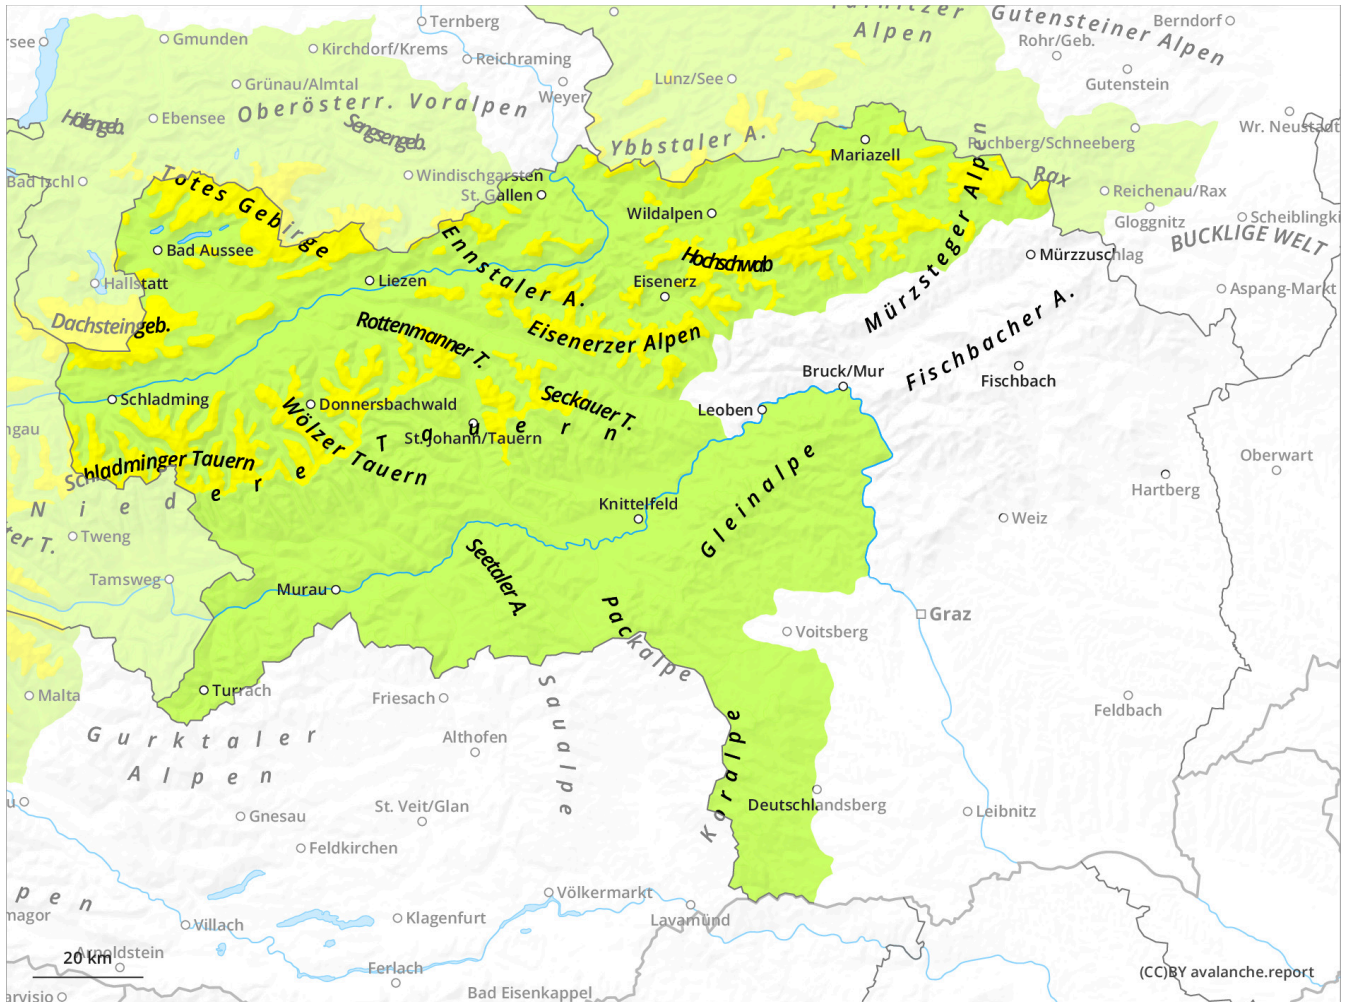 Ternberg
Gmunden
Kirchdorf/Krems
Reichraming
Grünau/Almtal
Weyer
Oberösterr. Voralpen
Ebensee
Höllengeb.
Sengsengeb.
Lunz/See
Alpen
Gutensteiner Alpen
Berndorf
Rohr/Geb.
Gutenstein
Wr. Neustadt
Ybbstaler A.
Mariazell
Puchberg/Schneeberg
Rax
Reichenau/Rax
Gloggnitz
BUCKLIGE WELT
Aspang-Markt
Bad Ischl
Totes Gebirge
Windischgarsten
St. Gallen
Wildalpen
Bad Aussee
Hallstatt
Liezen
Ennstaler A.
Hochschwab
Eisenerz
Mürzsteger Alpen
Mürzzuschlag
Dachsteingeb.
Rottenmanner T.
Eisenerzer Alpen
Fischbacher A.
Fischbach
Bruck/Mur
Leoben
Schladming
Donnersbachwald
Wölzer Tauern
St. Johann/Tauern
Seckauer T.
Schladminger Tauern
Niedere Tauern
Knittelfeld
Gleinalpe
Oberwart
Hartberg
Weiz
Tweng
Tamsweg
Murau
Seetaler A.
Packalpe
Graz
Voitsberg
Malta
Turrach
Friesach
Gurktaler
Alpen
Althofen
Saualpe
Koralpe
Feldbach
Gnesau
St. Veit/Glan
Deutschlandsberg
Leibnitz
Feldkirchen
Völkermarkt
Klagenfurt
Lavamünd
Villach
Arnoldstein
20 km
Ferlach
Bad Eisenkappel
(CC)BY avalanche.report